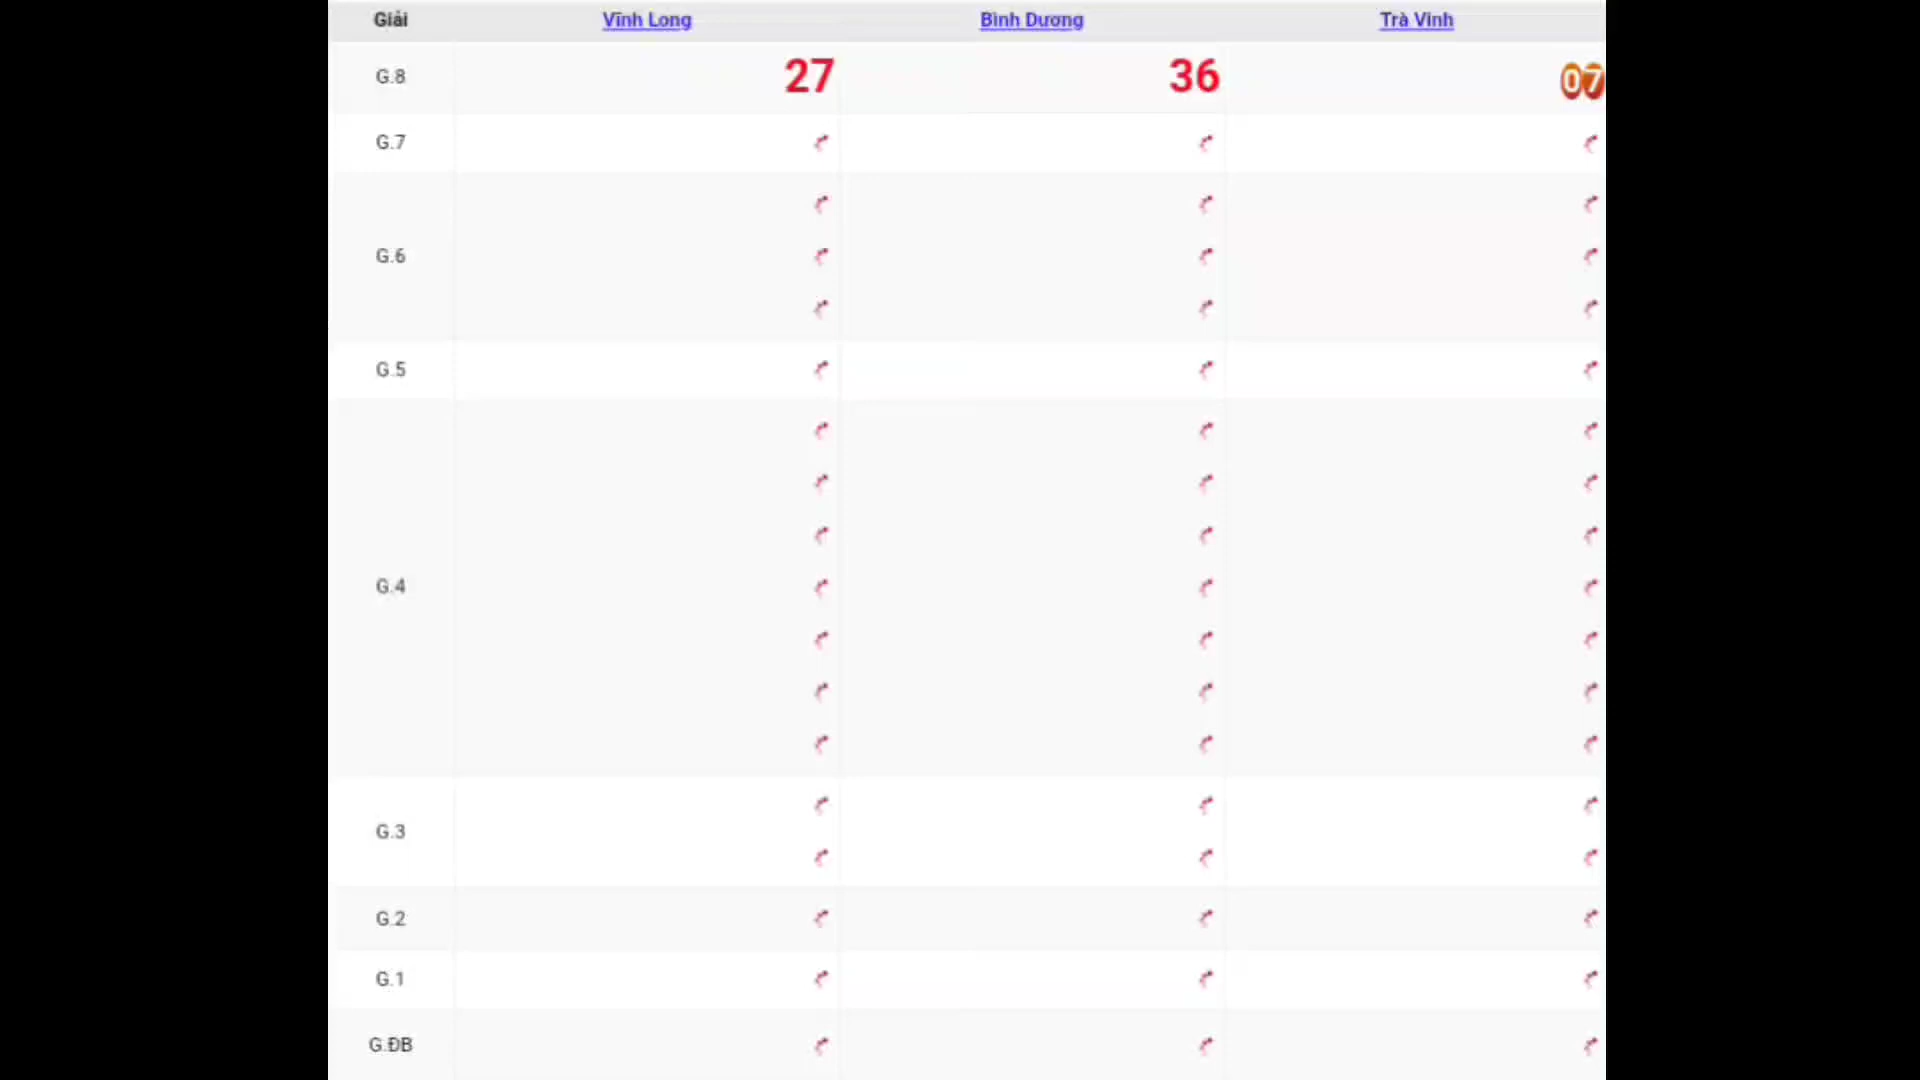 Giải Vĩnh Long Bình Dương Trà Vinh
G.8 27 36 07
G.7
G.6
G.5
G.4
G.3
G.2
G.1
G.ĐB